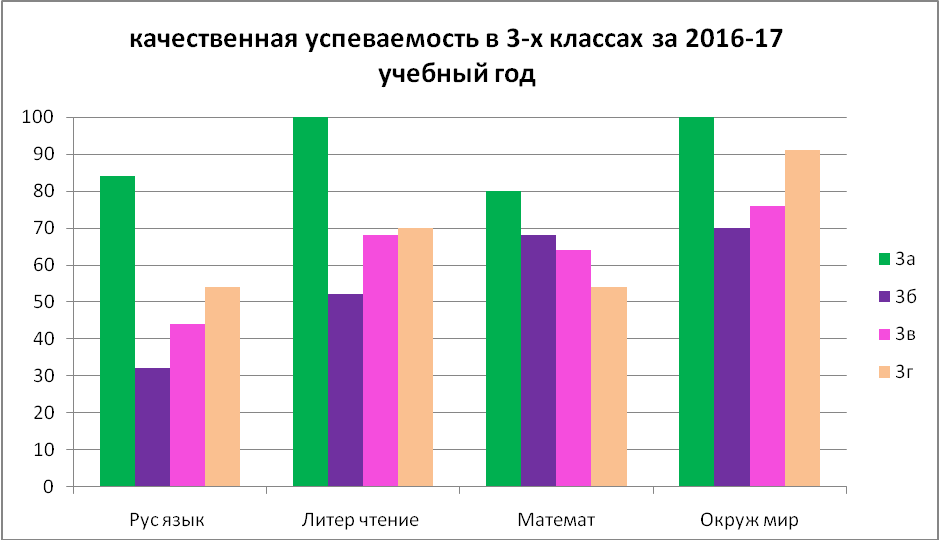 качественная успеваемость в 3-х классах за 2016-17
учебный год
100
90
80
70
60
50
40
30
20
10
0
Рус язык
Литер чтение
Математ
Окруж мир
3а
3б
3в
3г